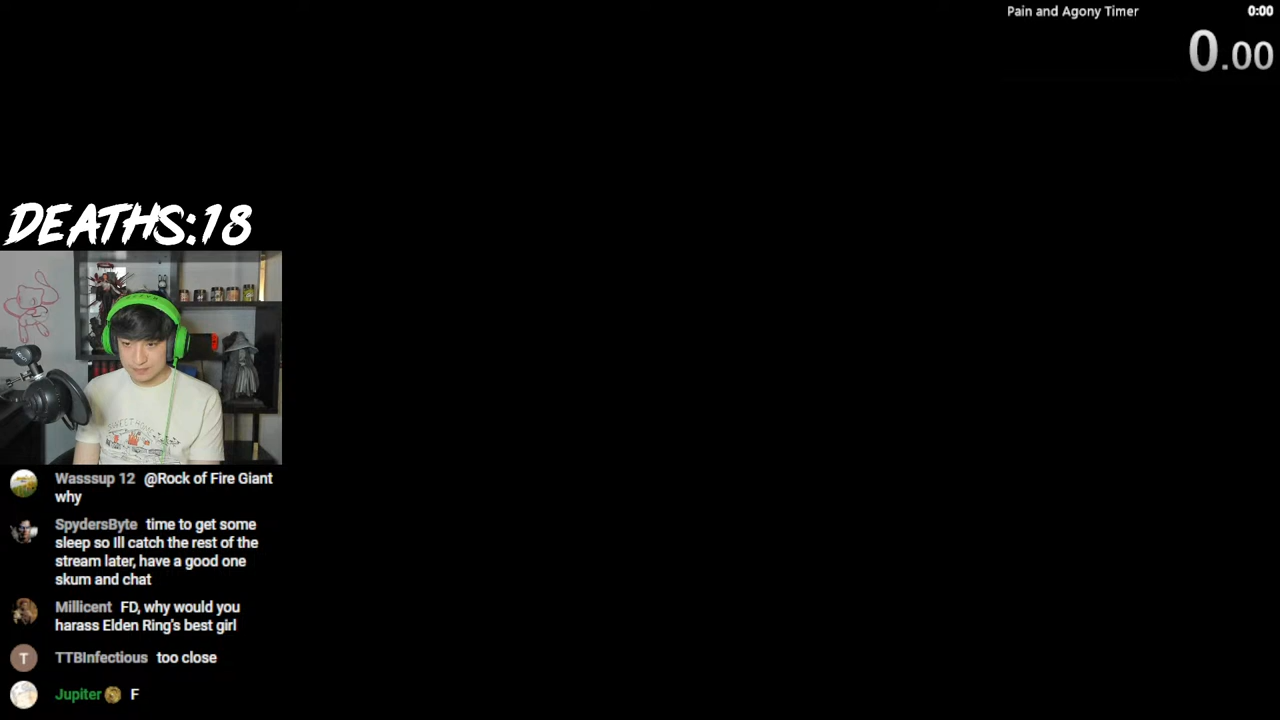 Pain and Agony Timer 0:00
0.00
DEATHS:18
Wasssup 12 @Rock of Fire Giant
why
SpydersByte time to get some
sleep so Ill catch the rest of the
stream later, have a good one
skum and chat
Millicent FD, why would you
harass Elden Ring's best girl
T TTBInfectious too close
Jupiter F